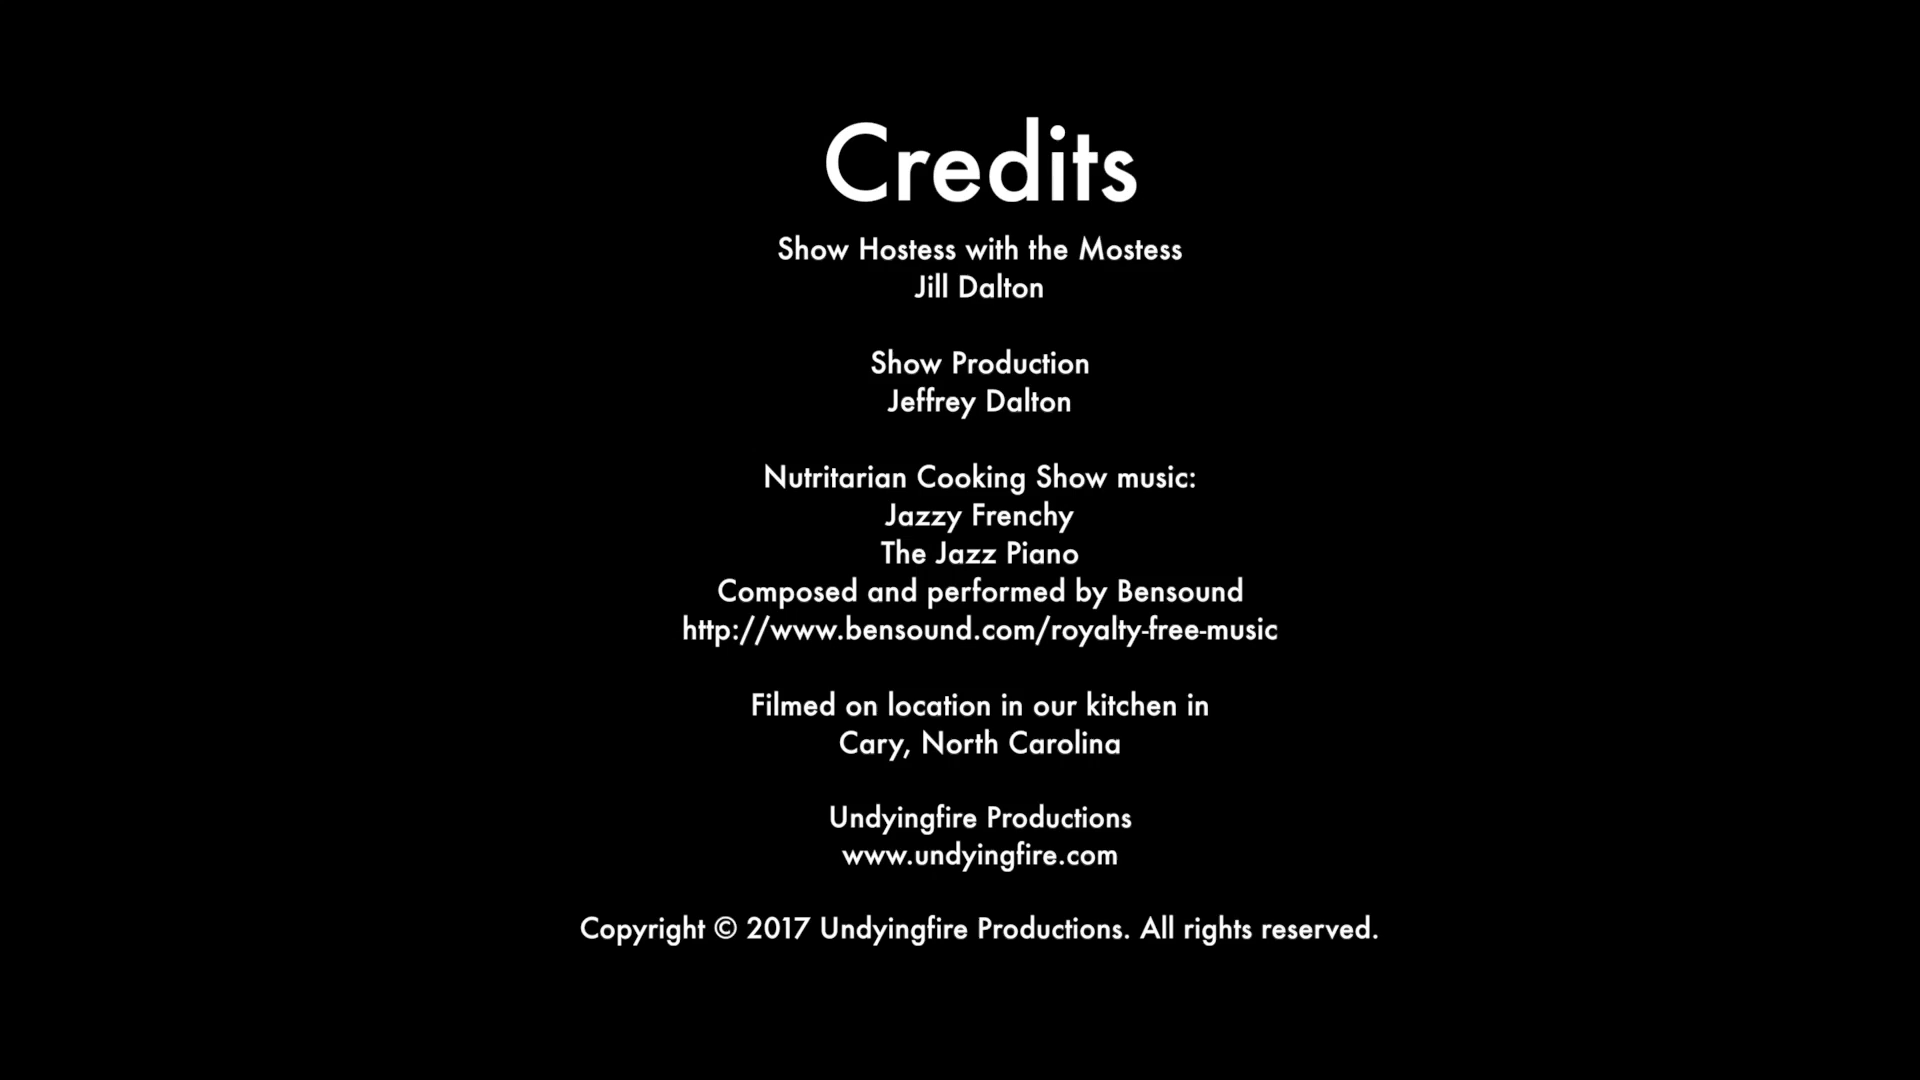 Credits
Show Hostess with the Mostess
Jill Dalton
Show Production
Jeffrey Dalton
Nutritarian Cooking Show music:
Jazzy Frenchy
The Jazz Piano
Composed and performed by Bensound
http://www.bensound.com/royalty-free-music
Filmed on location in our kitchen in
Cary, North Carolina
Undyingfire Productions
www.undyingfire.com
Copyright © 2017 Undyingfire Productions. All rights reserved.